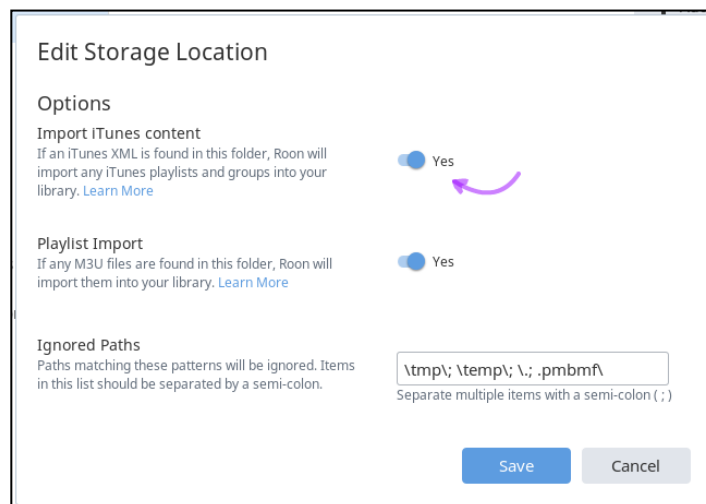 Edit Storage Location
Options
Import iTunes content
If an iTunes XML is found in this folder, Roon will
import any iTunes playlists and groups into your
library. Learn More
Yes
Playlist Import
If any M3U files are found in this folder, Roon will
import them into your library. Learn More
Yes
Ignored Paths
Paths matching these patterns will be ignored. Items
in this list should be separated by a semi-colon.
\tmp\; \temp\; \.; .pmbmf\
Separate multiple items with a semi-colon ( ; )
Save
Cancel